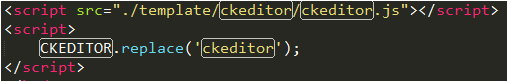 <script src="./template/ckeditor/ckeditor.js"></script>
<script>
CKEDITOR.replace('ckeditor');
</script>